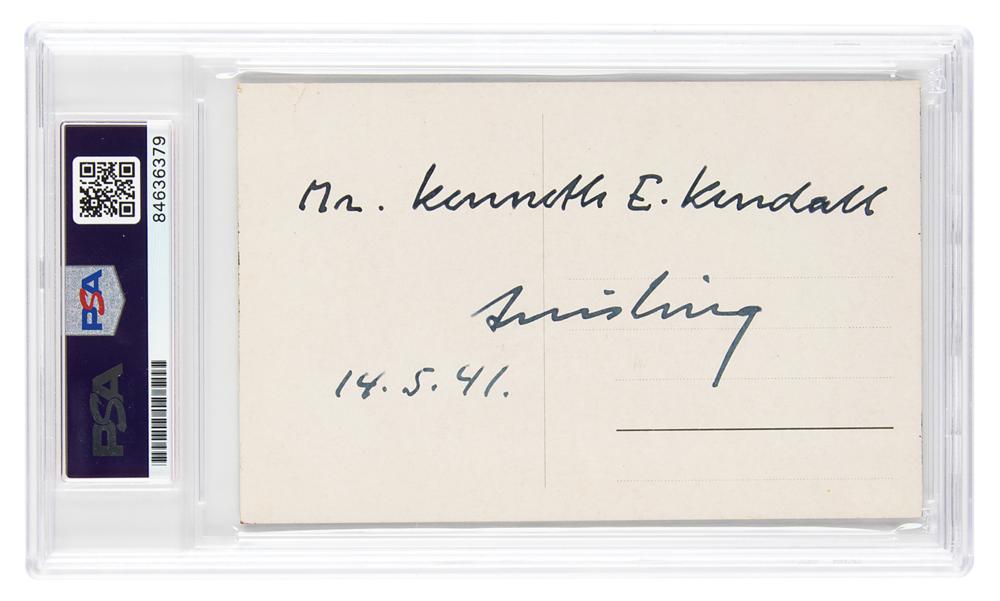 Mr. Kenneth E. Kendall
Quisling
14. 5. 41.
84636379
PSA
PSA